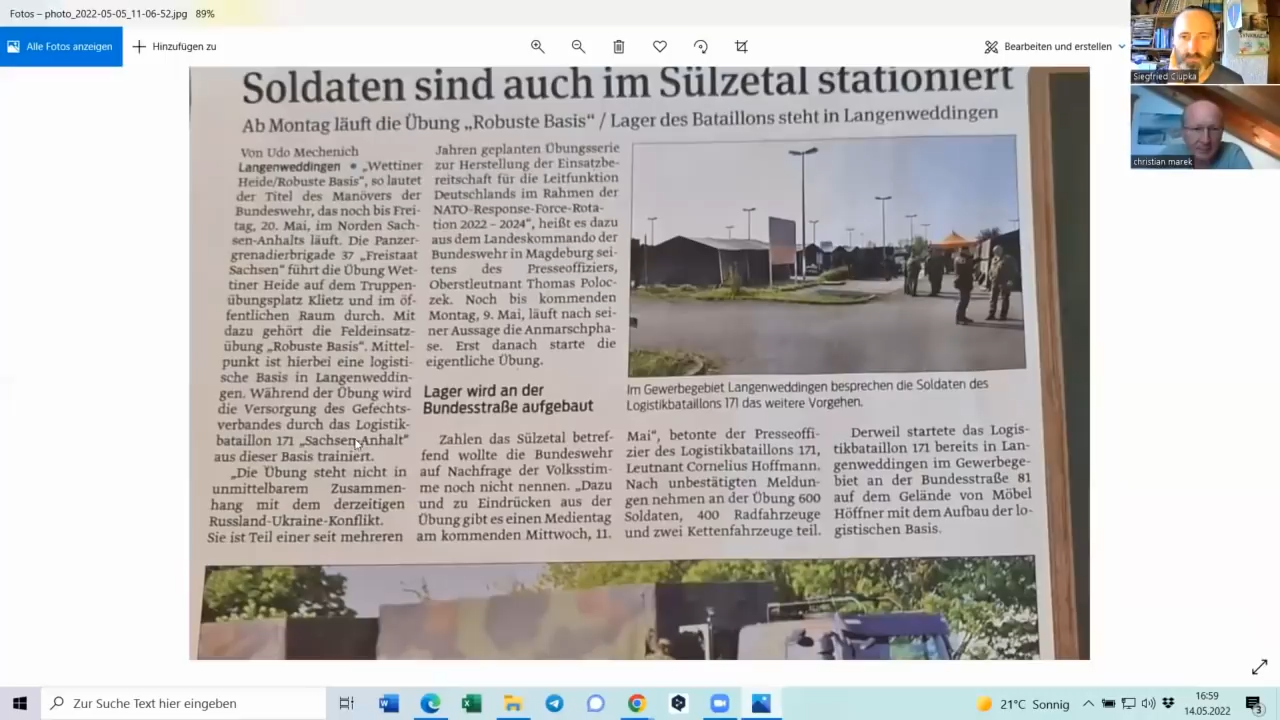 Fotos – photo_2022-05-05_11-06-52.jpg 89%
Alle Fotos anzeigen
Hinzufügen zu
Bearbeiten und erstellen
Siegfried Ciupka
christian marek
Soldaten sind auch im Sülzetal stationiert
Ab Montag läuft die Übung „Robuste Basis“ / Lager des Bataillons steht in Langenweddingen
Von Udo Mechenich
Langenweddingen • „Wettiner
Heide/Robuste Basis“, so lautet
der Titel des Manövers der
Bundeswehr, das noch bis Frei-
tag, 20. Mai, im Norden Sach-
sen-Anhalts läuft. Die Panzer-
grenadierbrigade 37 „Freistaat
Sachsen“ führt die Übung Wet-
tiner Heide auf dem Truppen-
übungsplatz Klietz und im öf-
fentlichen Raum durch. Mit
dazu gehört die Feldeinsatz-
übung „Robuste Basis“. Mittel-
punkt ist hierbei eine logisti-
sche Basis in Langenweddin-
gen. Während der Übung wird
die Versorgung des Gefechts-
verbandes durch das Logistik-
bataillon 171 „Sachsen-Anhalt“
aus dieser Basis trainiert.
„Die Übung steht nicht in
unmittelbarem Zusammen-
hang mit dem derzeitigen
Russland-Ukraine-Konflikt.
Sie ist Teil einer seit mehreren
Jahren geplanten Übungsserie
zur Herstellung der Einsatzbe-
reitschaft für die Leitfunktion
Deutschlands im Rahmen der
NATO-Response-Force-Rota-
tion 2022 – 2024“, heißt es dazu
aus dem Landeskommando der
Bundeswehr in Magdeburg sei-
tens des Presseoffiziers,
Oberstleutnant Thomas Poloc-
zek. Noch bis kommenden
Montag, 9. Mai, läuft nach sei-
ner Aussage die Anmarschpha-
se. Erst danach starte die
eigentliche Übung.
Lager wird an der
Bundesstraße aufgebaut
Zahlen das Sülzetal betref-
fend wollte die Bundeswehr
auf Nachfrage der Volksstim-
me noch nicht nennen. „Dazu
und zu Eindrücken aus der
Übung gibt es einen Medientag
am kommenden Mittwoch, 11.
Im Gewerbegebiet Langenweddingen besprechen die Soldaten des
Logistikbataillons 171 das weitere Vorgehen.
Mai“, betonte der Presseoffi-
zier des Logistikbataillons 171,
Leutnant Cornelius Hoffmann.
Nach unbestätigten Meldun-
gen nehmen an der Übung 600
Soldaten, 400 Radfahrzeuge
und zwei Kettenfahrzeuge teil.
Derweil startete das Logis-
tikbataillon 171 bereits in Lan-
genweddingen im Gewerbege-
biet an der Bundesstraße 81
auf dem Gelände von Möbel
Höffner mit dem Aufbau der lo-
gistischen Basis.
Zur Suche Text hier eingeben
21°C Sonnig
16:59
14.05.2022
3